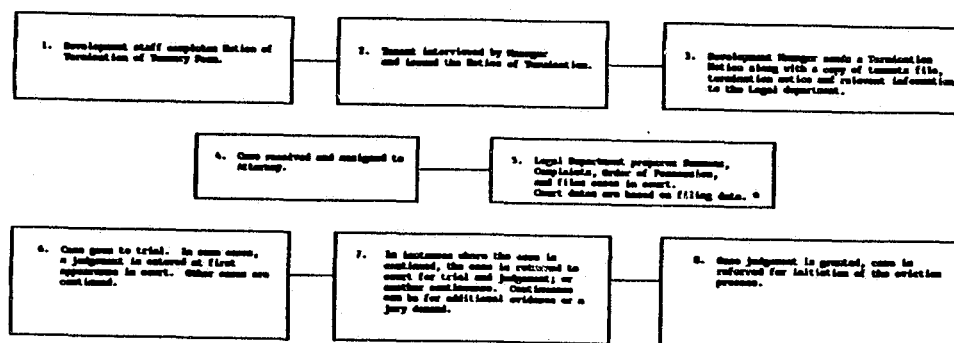 1. Development staff completes Notice of
Termination of Tenancy Form.
2. Tenant interviewed by Manager
and issued the Notice of Termination.
3. Development Manager sends a Termination
Notice along with a copy of tenants file,
termination notice and relevant information
to the Legal department.
4. Case received and assigned to
Attorney.
5. Legal Department prepares Summons,
Complaints, Order of Possession,
and files cases in court.
Court dates are based on filing date. *
6. Case goes to trial. In some cases,
a judgement is entered at first
appearance in court. Other cases are
continued.
7. In instances where the case is
continued, the case is returned to
court for trial and judgement; or
another continuance. Continuances
can be for additional evidence or a
jury demand.
8. judgement is granted, case is
referred for initiation of the eviction
process.